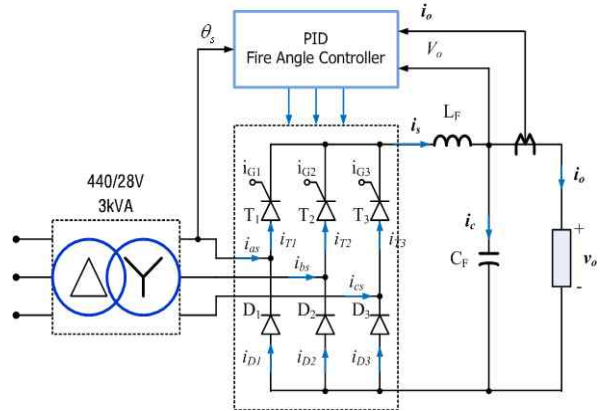 θs
PID
Fire Angle Controller
io
Vo
LF
is
iG1
iG2
iG3
440/28V
3kVA
T1
T2
T3
io
ias
iT1
iT2
iT3
ic
+
ibs
CF
vo
ics
-
D1
D2
D3
iD1
iD2
iD3